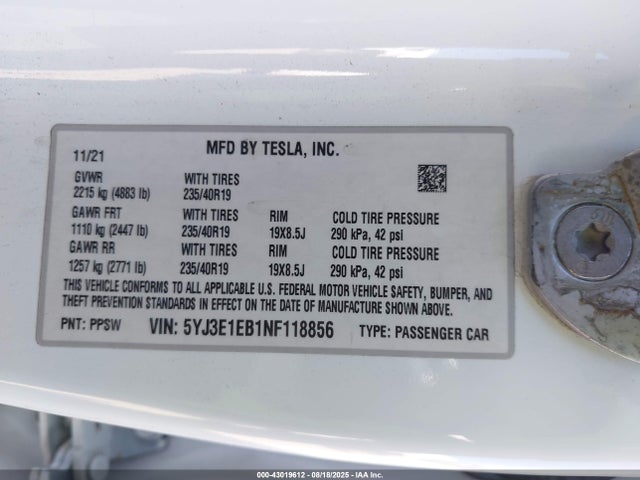 MFD BY TESLA, INC.
11/21
GVWR WITH TIRES
2215 kg (4883 lb) 235/40R19
GAWR FRT WITH TIRES RIM COLD TIRE PRESSURE
1110 kg (2447 lb) 235/40R19 19X8.5J 290 kPa, 42 psi
GAWR RR WITH TIRES RIM COLD TIRE PRESSURE
1257 kg (2771 lb) 235/40R19 19X8.5J 290 kPa, 42 psi
THIS VEHICLE CONFORMS TO ALL APPLICABLE U.S. FEDERAL MOTOR VEHICLE SAFETY, BUMPER, AND
THEFT PREVENTION STANDARDS IN EFFECT ON THE DATE OF MANUFACTURE SHOWN ABOVE.
PNT: PPSW VIN: 5YJ3E1EB1NF118856 TYPE: PASSENGER CAR
000-43019612 - 08/18/2025 - IAA Inc.